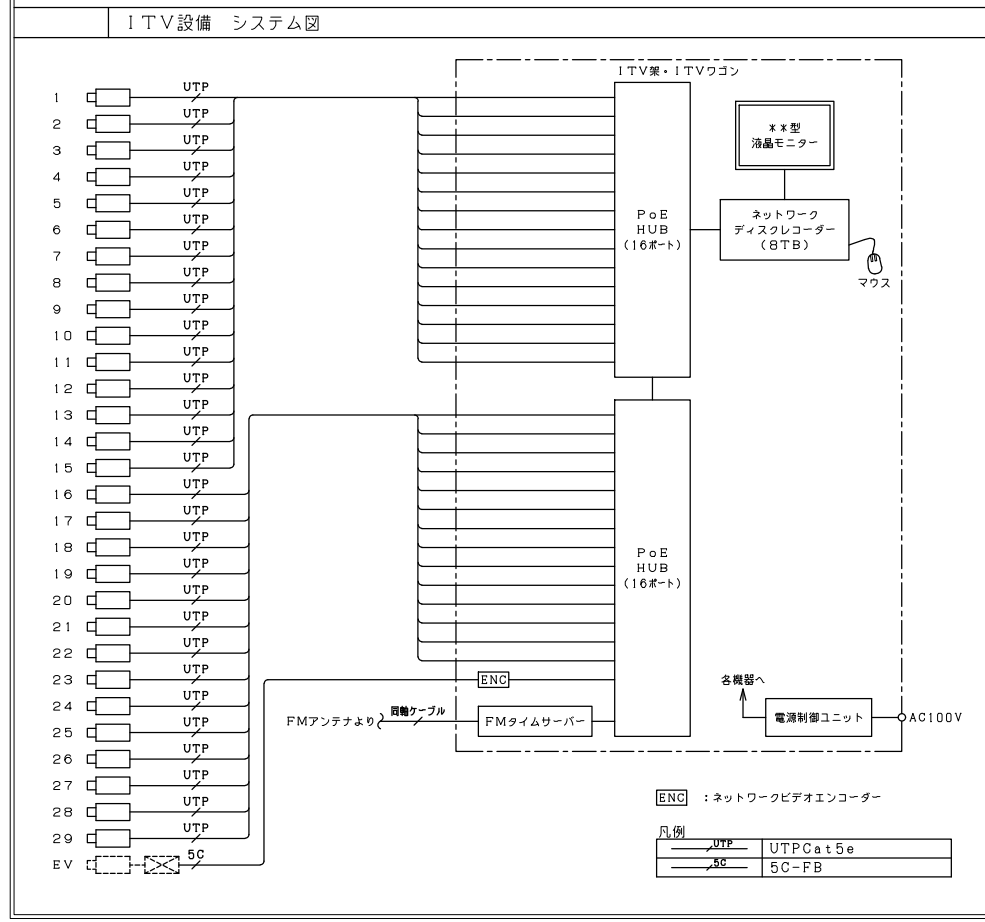 ITV設備 システム図
ITV架・ITVワゴン
1 UTP
2 UTP
3 UTP
4 UTP
5 UTP
6 UTP
7 UTP
8 UTP
9 UTP
10 UTP
11 UTP
12 UTP
13 UTP
14 UTP
15 UTP
16 UTP
17 UTP
18 UTP
19 UTP
20 UTP
21 UTP
22 UTP
23 UTP
24 UTP
25 UTP
26 UTP
27 UTP
28 UTP
29 UTP
EV 5C
PoE
HUB
(16ポート)
**型
液晶モニター
ネットワーク
ディスクレコーダー
(8TB)
マウス
PoE
HUB
(16ポート)
ENC
FMアンテナより 同軸ケーブル FMタイムサーバー
各機器へ
電源制御ユニット AC100V
ENC :ネットワークビデオエンコーダー
凡例
UTP UTPCat5e
5C 5C-FB